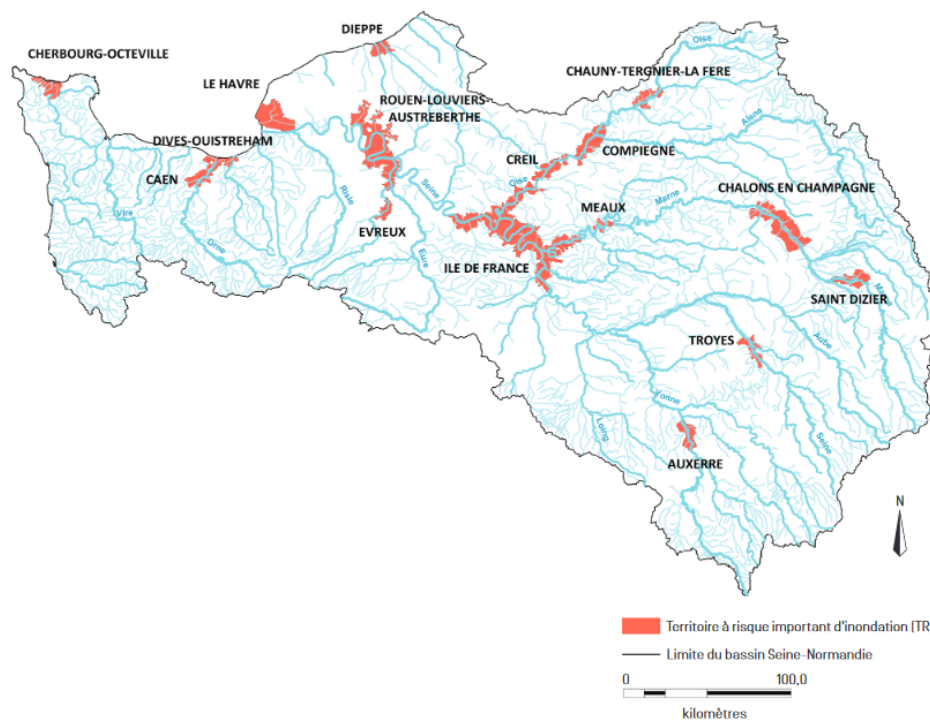 DIEPPE
CHERBOURG-OCTEVILLE
Oise
CHAUNY-TERGNIER-LA FERE
LE HAVRE
ROUEN-LOUVIERS-
AUSTREBERTHE
Aisne
DIVES-OUISTREHAM
COMPIEGNE
CREIL
CAEN
Seine
Oise
CHALONS EN CHAMPAGNE
MEAUX
Marne
Risle
Vire
EVREUX
Orne
Eure
ILE DE FRANCE
Ma
SAINT DIZIER
TROYES
Aube
Yonne
Loing
Seine
AUXERRE
N
Territoire à risque important d'inondation (TR
Limite du bassin Seine-Normandie
0 100,0
kilomètres